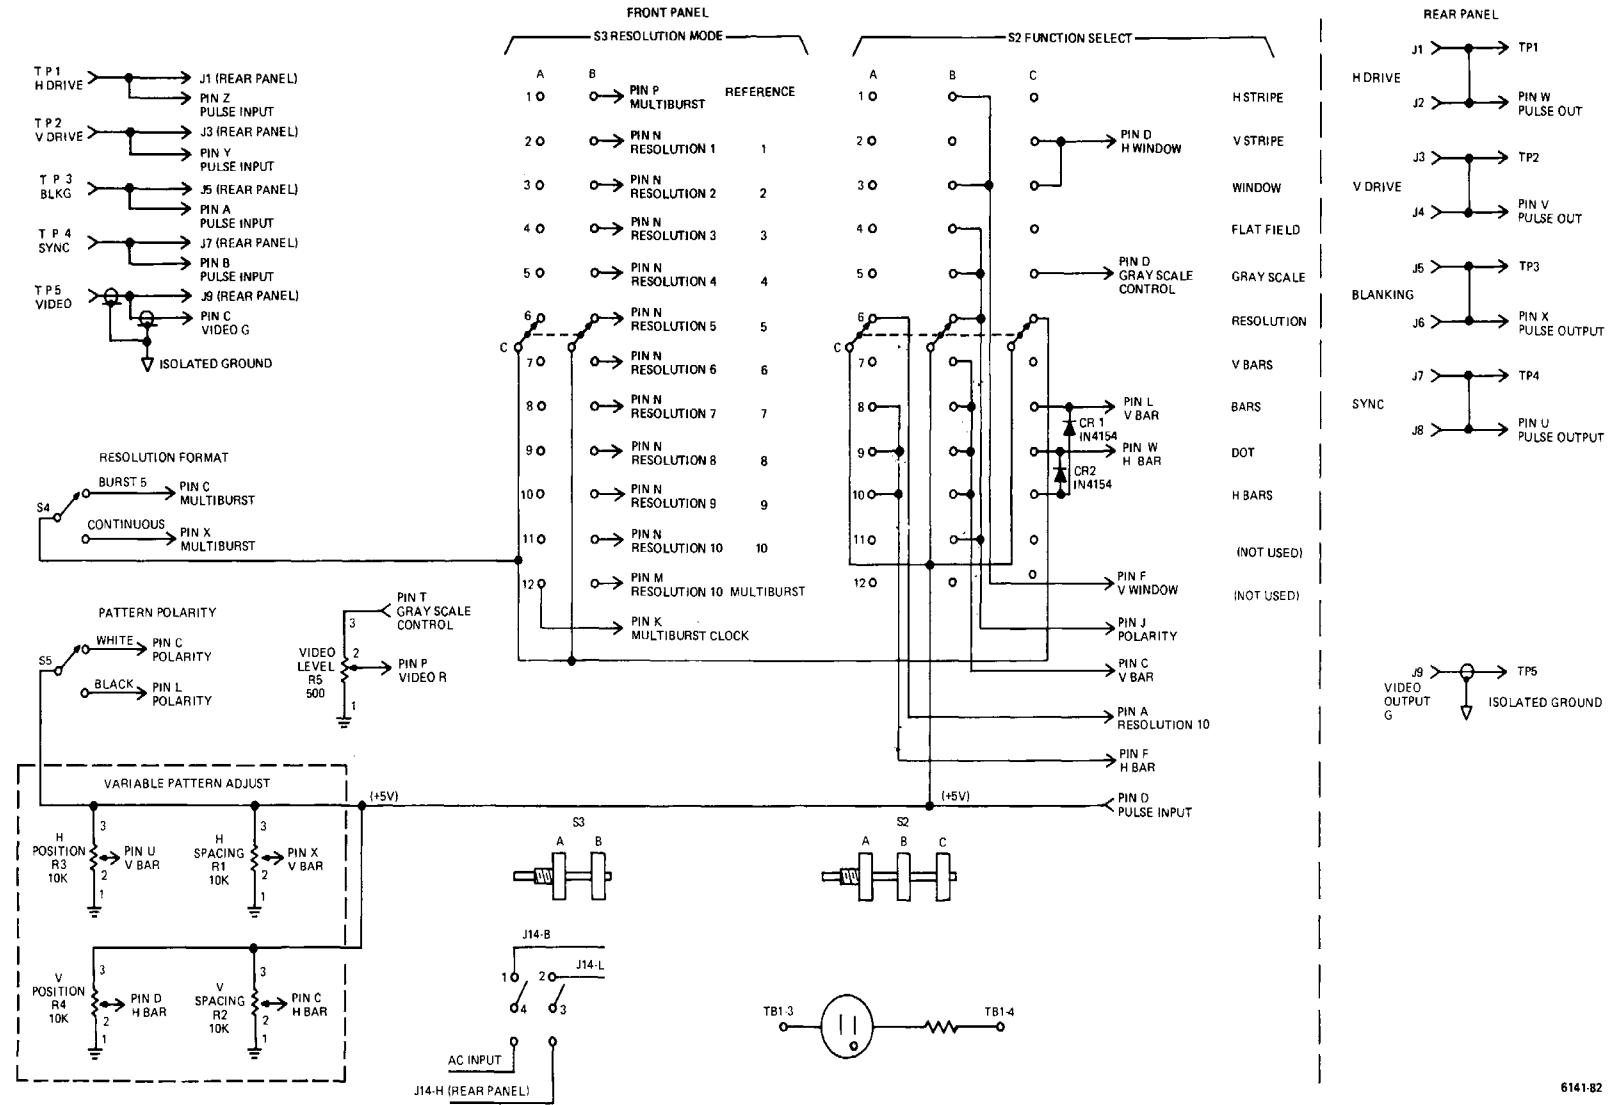 FRONT PANEL
S3 RESOLUTION MODE
S2 FUNCTION SELECT
REAR PANEL
TP1
H DRIVE
J1 (REAR PANEL)
PIN Z
PULSE INPUT
TP2
V DRIVE
J3 (REAR PANEL)
PIN Y
PULSE INPUT
TP 3
BLKG
J5 (REAR PANEL)
PIN A
PULSE INPUT
TP 4
SYNC
J7 (REAR PANEL)
PIN B
PULSE INPUT
TP5
VIDEO
J9 (REAR PANEL)
PIN C
VIDEO G
ISOLATED GROUND
A B
REFERENCE
1 PIN P
MULTIBURST
2 PIN N
RESOLUTION 1 1
3 PIN N
RESOLUTION 2 2
4 PIN N
RESOLUTION 3 3
5 PIN N
RESOLUTION 4 4
6 PIN N
RESOLUTION 5 5
C
7 PIN N
RESOLUTION 6 6
8 PIN N
RESOLUTION 7 7
9 PIN N
RESOLUTION 8 8
10 PIN N
RESOLUTION 9 9
11 PIN N
RESOLUTION 10 10
12 PIN M
RESOLUTION 10 MULTIBURST
PIN K
MULTIBURST CLOCK
A B C
1 H STRIPE
2 PIN D
H WINDOW
V STRIPE
3 WINDOW
4 FLAT FIELD
5 PIN D
GRAY SCALE
CONTROL
GRAY SCALE
6 RESOLUTION
C
7 V BARS
8 PIN L
V BAR
BARS
CR 1
IN4154
9 PIN W
H BAR
DOT
CR2
IN4154
10 H BARS
11 (NOT USED)
12 (NOT USED)
PIN F
V WINDOW
PIN J
POLARITY
PIN C
V BAR
PIN A
RESOLUTION 10
PIN F
H BAR
(+5V)
PIN D
PULSE INPUT
RESOLUTION FORMAT
S4
BURST 5
PIN C
MULTIBURST
CONTINUOUS
PIN X
MULTIBURST
PATTERN POLARITY
S5
WHITE
PIN C
POLARITY
BLACK
PIN L
POLARITY
PIN T
GRAY SCALE
CONTROL
3
VIDEO
LEVEL
R5
500
2
PIN P
VIDEO R
1
VARIABLE PATTERN ADJUST
(+5V)
H
POSITION
R3
10K
3
PIN U
V BAR
2
1
H
SPACING
R1
10K
3
PIN X
V BAR
2
1
V
POSITION
R4
10K
3
PIN D
H BAR
2
1
V
SPACING
R2
10K
3
PIN C
H BAR
2
1
S3
A B
S2
A B C
J14-B
J14-L
1 2
4 3
AC INPUT
J14-H (REAR PANEL)
TB1-3
TB1-4
H DRIVE
J1 TP1
J2 PIN W
PULSE OUT
V DRIVE
J3 TP2
J4 PIN V
PULSE OUT
BLANKING
J5 TP3
J6 PIN X
PULSE OUTPUT
SYNC
J7 TP4
J8 PIN U
PULSE OUTPUT
J9 TP5
VIDEO
OUTPUT
G
ISOLATED GROUND
6141-82